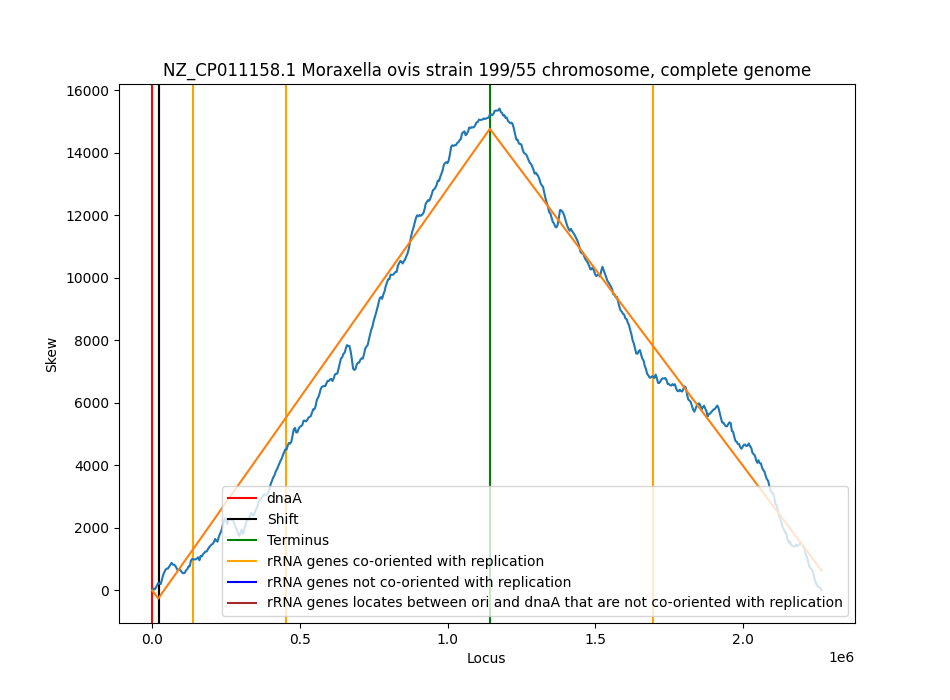 NZ_CP011158.1 Moraxella ovis strain 199/55 chromosome, complete genome
16000
14000
12000
10000
8000
6000
4000
2000
0
Skew
dnaA
Shift
Terminus
rRNA genes co-oriented with replication
rRNA genes not co-oriented with replication
rRNA genes locates between ori and dnaA that are not co-oriented with replication
0.0 0.5 1.0 1.5 2.0
1e6
Locus